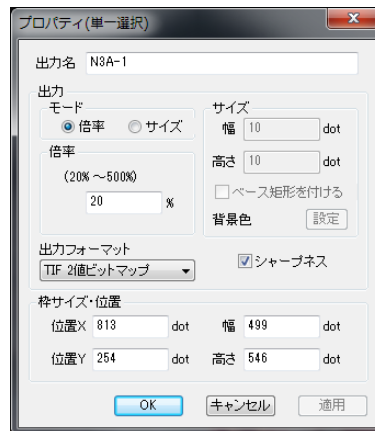 プロパティ(単一選択)
出力名 N3A-1
出力
モード
倍率 サイズ
倍率
(20% ~500%)
20 %
サイズ
幅 10 dot
高さ 10 dot
ベース矩形を付ける
背景色 設定
出力フォーマット
TIF 2値ビットマップ
シャープネス
枠サイズ・位置
位置X 813 dot 幅 499 dot
位置Y 254 dot 高さ 546 dot
OK キャンセル 適用